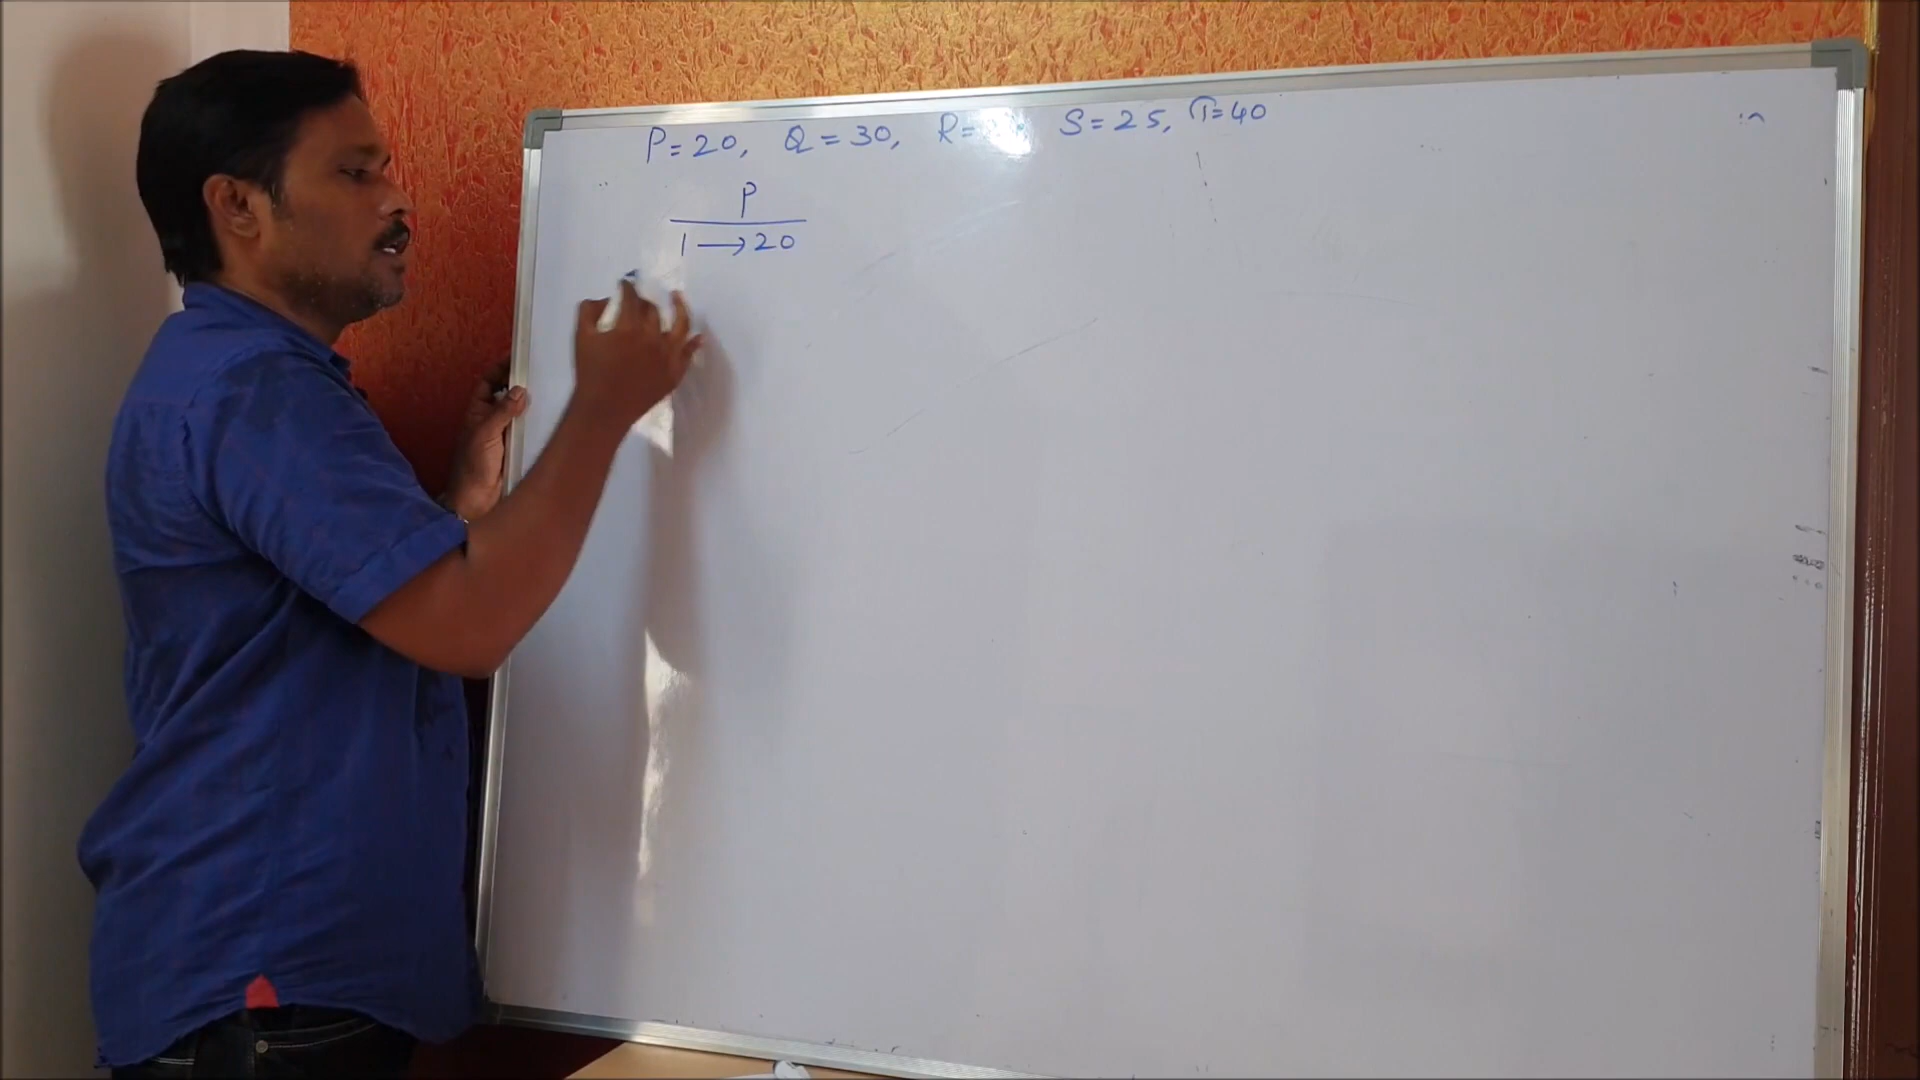 P = 20, Q = 30, R = S = 25, T = 40
P
1 → 20